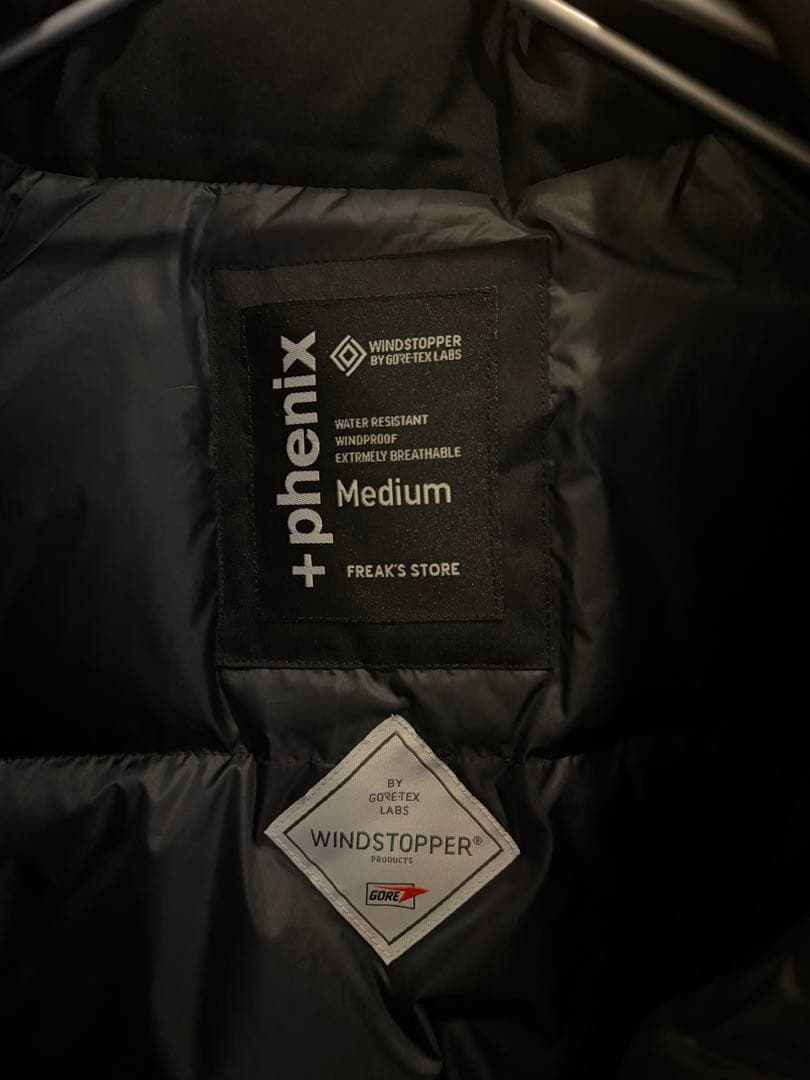 +phenix
WINDSTOPPER
BY GORE-TEX LABS
WATER RESISTANT
WINDPROOF
EXTRMELY BREATHABLE
Medium
FREAK'S STORE
BY
GORE-TEX
LABS
WINDSTOPPER®
PRODUCTS
GORE